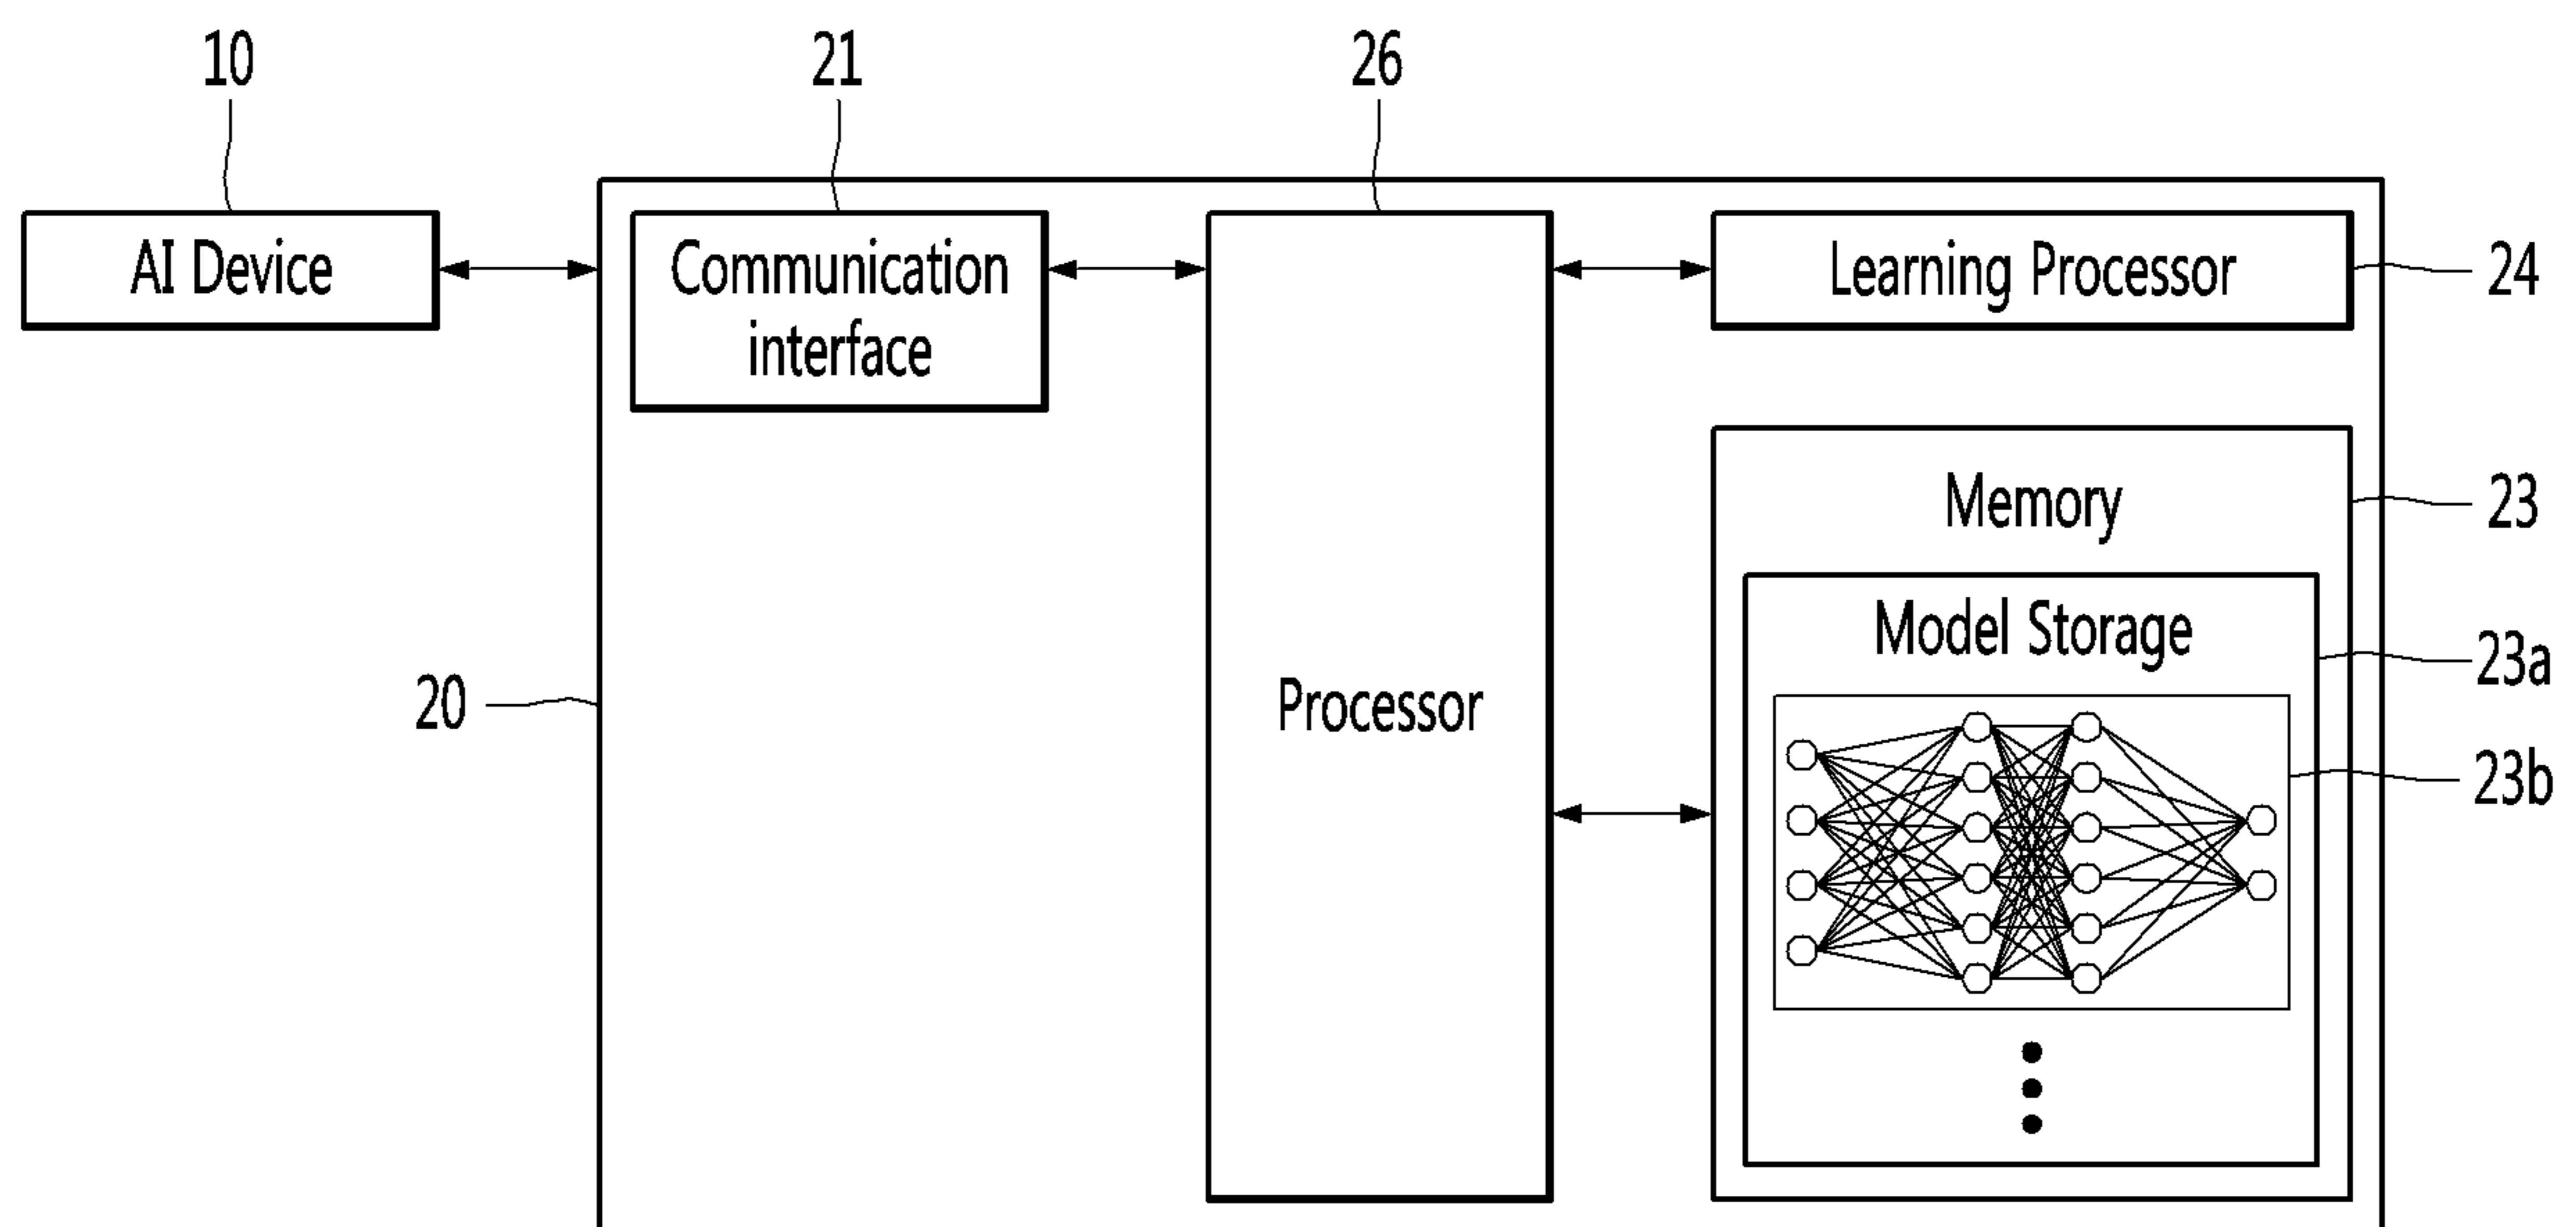 10
21
26
AI Device
Communication
interface
Learning Processor
24
Memory
23
Model Storage
23a
20
Processor
23b